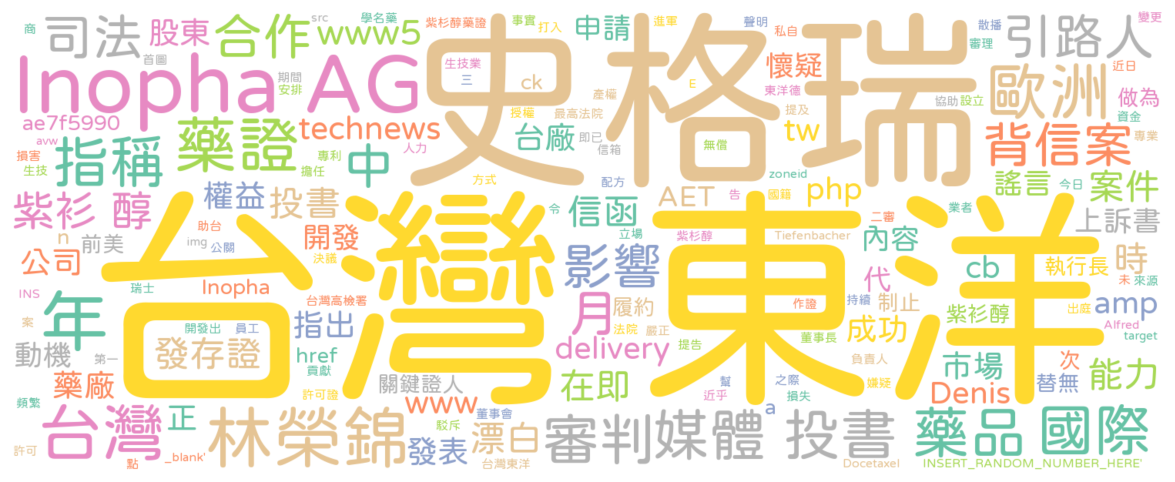 商 司法 股東 合作 src 學名藥 www5 紫杉醇藥證 事實 打入 申請 進軍 聲明 私自 散播 審理 引路人 變更
首圖 史格瑞 懷疑 近日
Inopha AG 期間 安排 生技業 三 ck 產權 東洋德 E 歐洲 做為
ae7f5990 授權 最高法院 提及 協助 設立 資金
avw 藥證 technews 台廠 即已 信箱 無償 tw 背信案 專業
損害 生技 指稱 專利 擔任 中 人力 zoneid php 謠言 今日 案件
紫衫 醇 權益 投書 方式 配方 AET 告 國籍 業者
n 前美 助台 開發 令 信函 立場 紫杉醇 二審 內容 上訴書
img 公關 決議 影響 Tiefenbacher 未 來源
公司 瑞士 Inopha 台灣 東洋 代 cb 執行長 時
INS 年 台灣高檢署 月 履約 作證 持續 制止 紫衫醇 出庭 amp
案 開發存證 員工 指出 法院 嚴正 成功 Alfred target
動機 第一 發存證 href 貢獻 關鍵證人 delivery 提告 董事長 負責人 市場 次
藥廠 許可證 在即 幫 之際 嫌疑 Denis 替無 能力
頻繁 www 近乎 損失 a
台灣 正 林榮錦 駁斥 董事會 發表 漂白 審判 媒體 投書 藥品 國際
許可 點 _blank' 台灣東洋 Docetaxel INSERT_RANDOM_NUMBER_HERE'